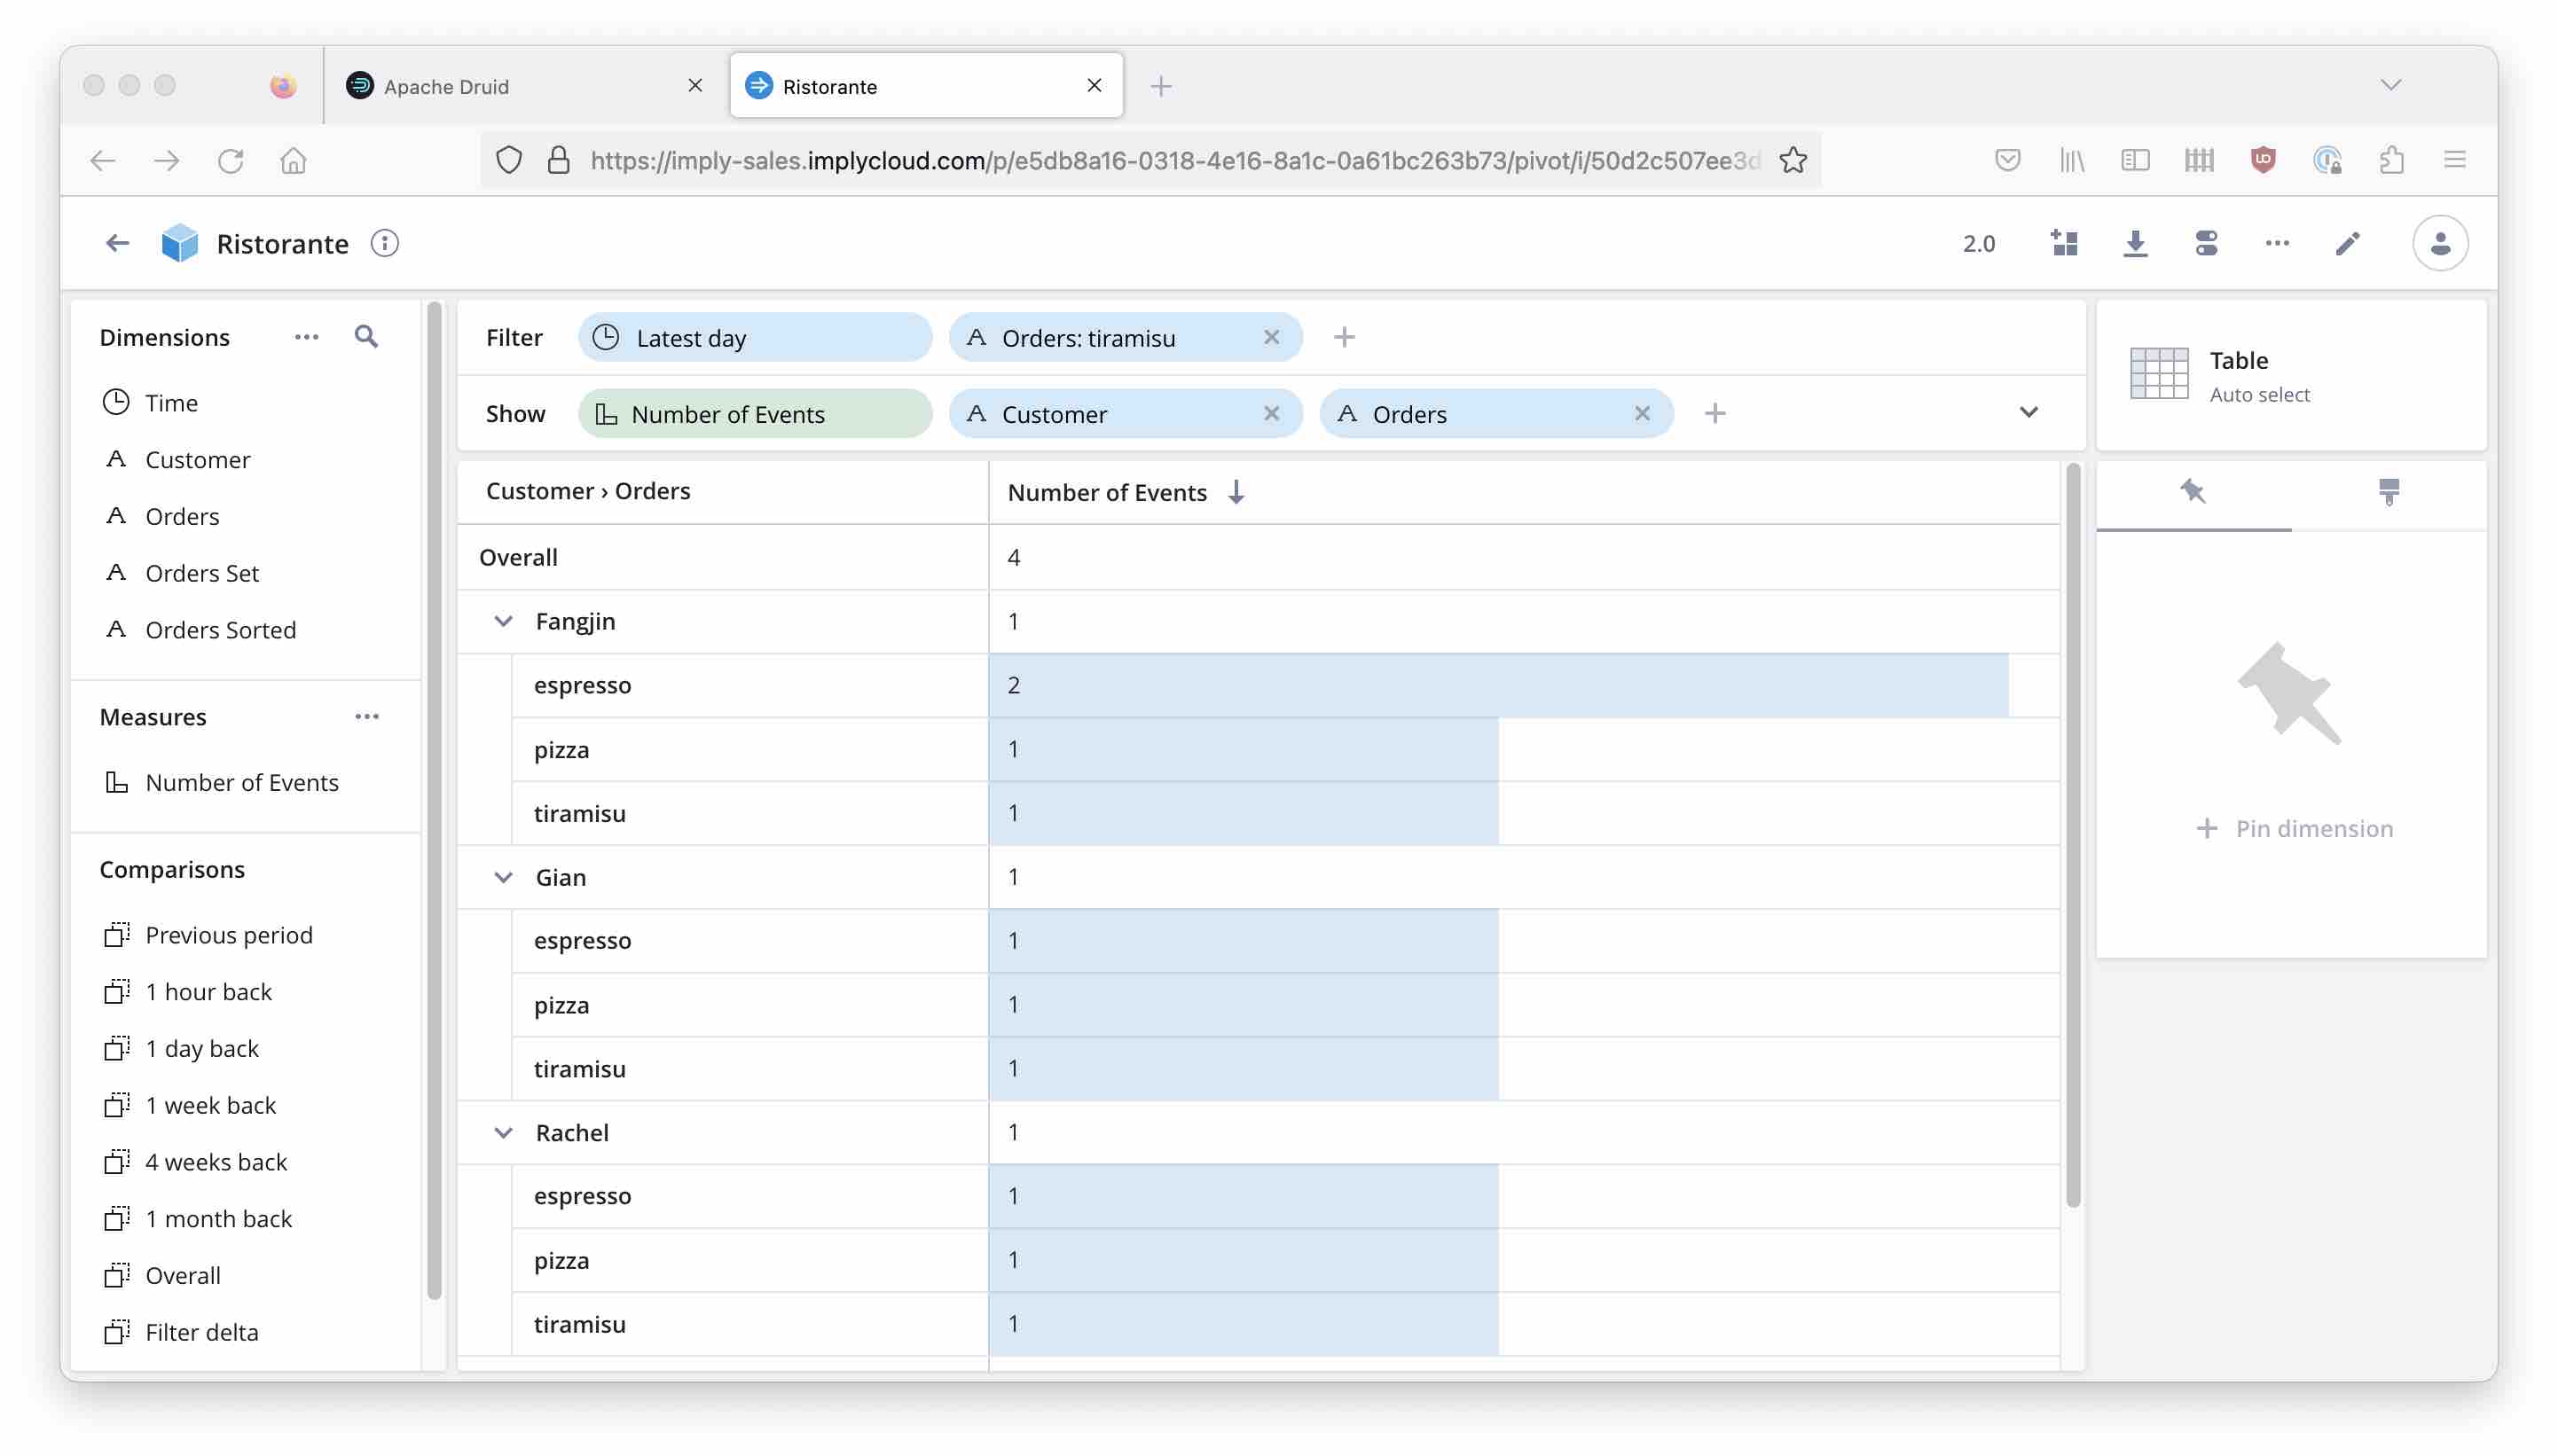 Apache Druid
Ristorante
https://imply-sales.implycloud.com/p/e5db8a16-0318-4e16-8a1c-0a61bc263b73/pivot/i/50d2c507ee3d
Ristorante
2.0
Dimensions
Time
Customer
Orders
Orders Set
Orders Sorted
Measures
Number of Events
Comparisons
Previous period
1 hour back
1 day back
1 week back
4 weeks back
1 month back
Overall
Filter delta
Filter Latest day Orders: tiramisu
Show Number of Events Customer Orders
Customer › Orders Number of Events
Overall 4
Fangjin 1
espresso 2
pizza 1
tiramisu 1
Gian 1
espresso 1
pizza 1
tiramisu 1
Rachel 1
espresso 1
pizza 1
tiramisu 1
Table
Auto select
Pin dimension